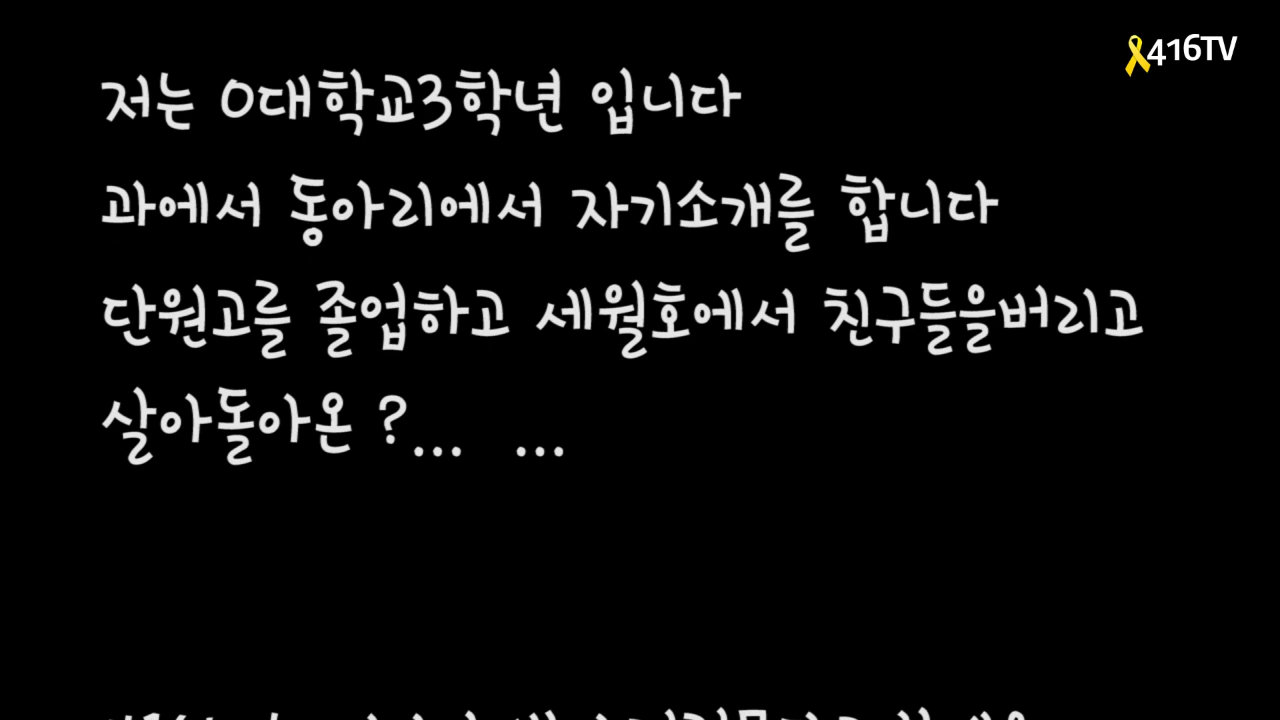 416TV
저는 0대학교3학년 입니다
과에서 동아리에서 자기소개를 합니다
단원고를 졸업하고 세월호에서 친구들을버리고
살아돌아온 ?... ...